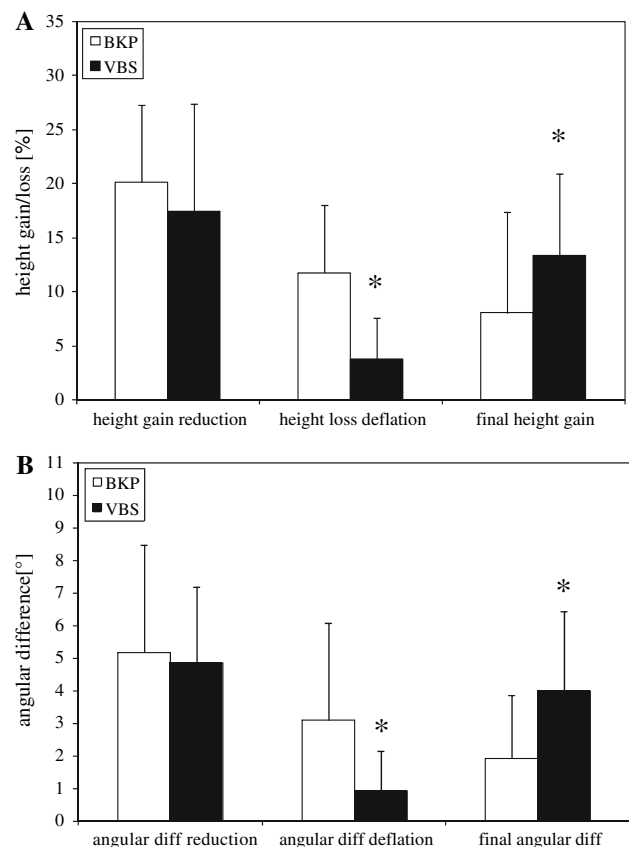 A
BKP
VBS
height gain/loss [%]
35
30
25
20
15
10
5
0
*
*
height gain reduction
height loss deflation
final height gain
B
BKP
VBS
angular difference[°]
11
10
9
8
7
6
5
4
3
2
1
0
*
*
angular diff reduction
angular diff deflation
final angular diff